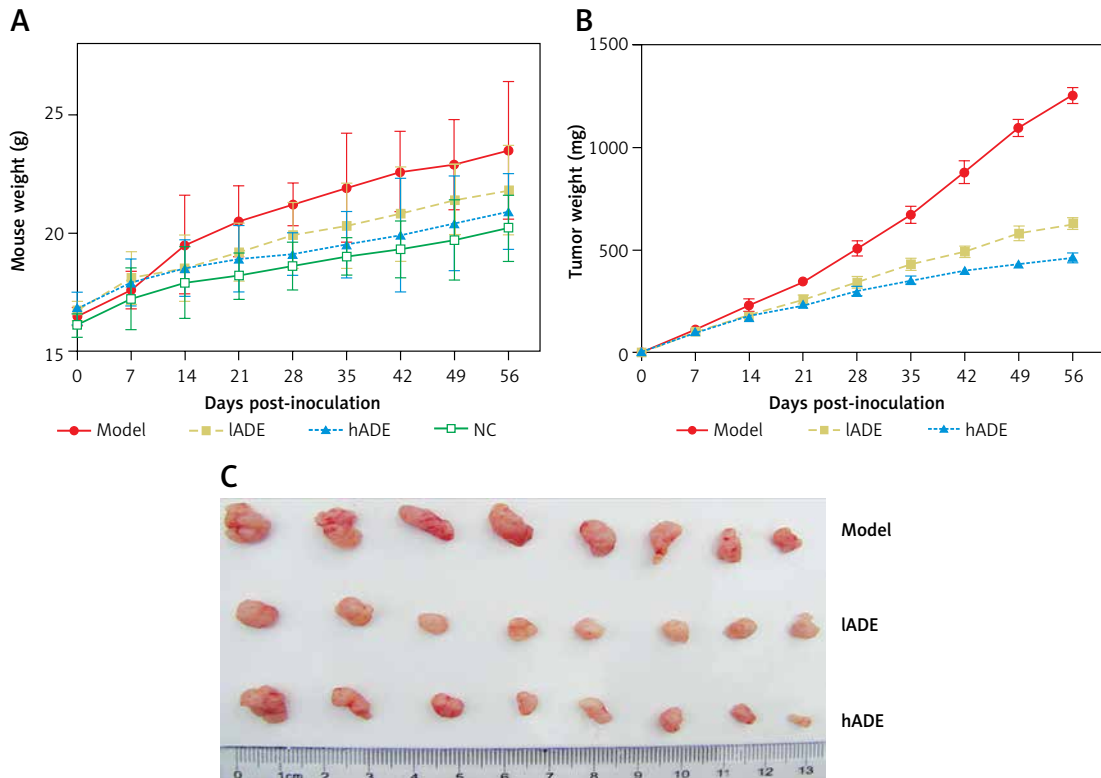 A
Mouse weight (g)
25
20
15
0 7 14 21 28 35 42 49 56
Days post-inoculation
Model lADE hADE NC
B
Tumor weight (mg)
1500
1000
500
0
0 7 14 21 28 35 42 49 56
Days post-inoculation
Model lADE hADE
C
Model
lADE
hADE
0 1cm 2 3 4 5 6 7 8 9 10 11 12 13